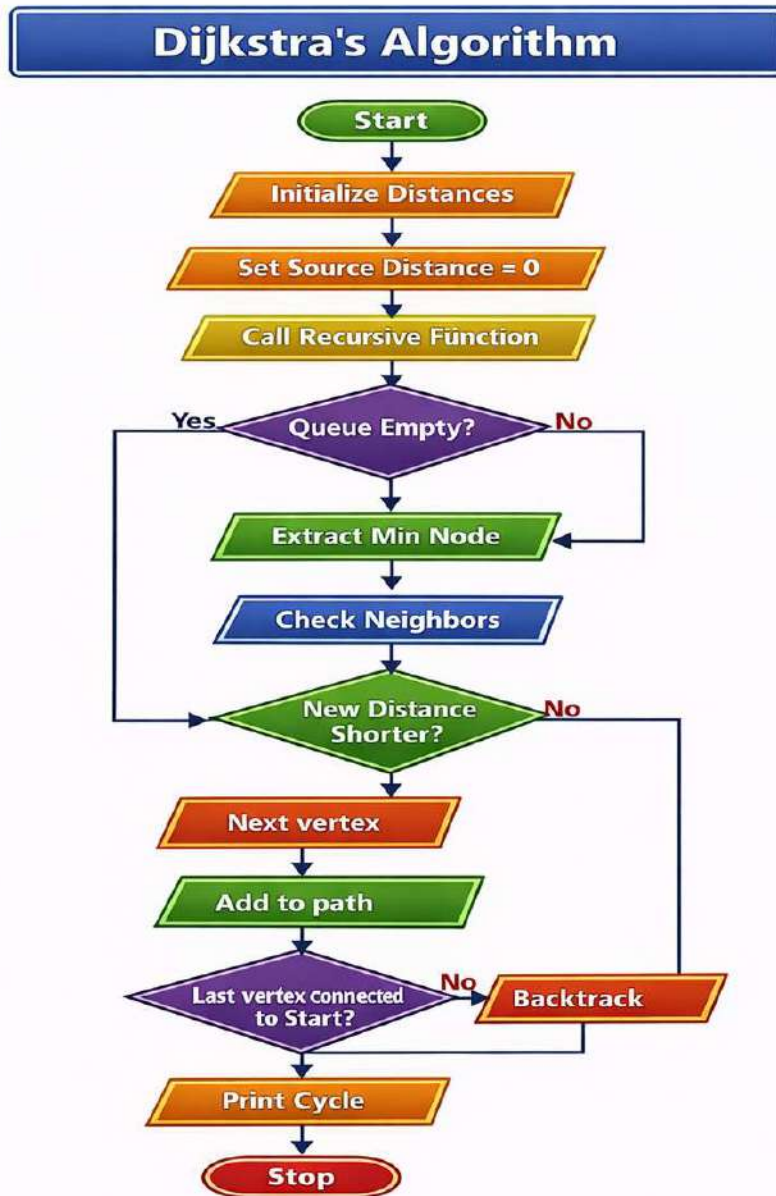 Dijkstra's Algorithm
Start
Initialize Distances
Set Source Distance = 0
Call Recursive Fünction
Yes
Queue Empty?
No
Extract Min Node
Check Neighbors
New Distance
Shorter?
No
Next vertex
Add to path
Last vertex connected
to Start?
No
Backtrack
Print Cycle
Stop